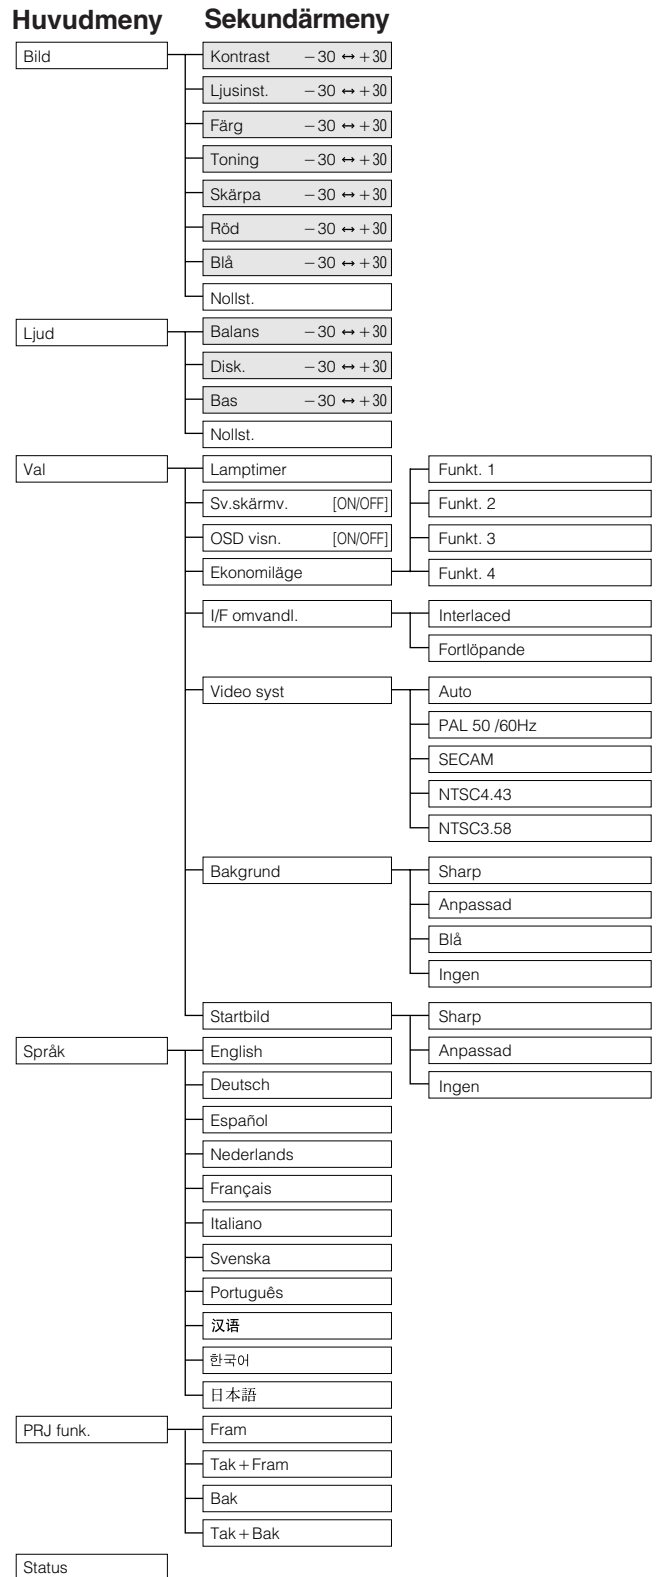 Huvudmeny Sekundärmeny
Bild Kontrast −30 ↔ +30
Ljusinst. −30 ↔ +30
Färg −30 ↔ +30
Toning −30 ↔ +30
Skärpa −30 ↔ +30
Röd −30 ↔ +30
Blå −30 ↔ +30
Nollst.
Ljud Balans −30 ↔ +30
Disk. −30 ↔ +30
Bas −30 ↔ +30
Nollst.
Val Lamptimer Funkt. 1
Sv.skärmv. [ON/OFF] Funkt. 2
OSD visn. [ON/OFF] Funkt. 3
Ekonomiläge Funkt. 4
I/F omvandl. Interlaced
Fortlöpande
Video syst Auto
PAL 50 /60Hz
SECAM
NTSC4.43
NTSC3.58
Bakgrund Sharp
Anpassad
Blå
Ingen
Startbild Sharp
Språk English Anpassad
Deutsch Ingen
Español
Nederlands
Français
Italiano
Svenska
Português
汉语
한국어
日本語
PRJ funk. Fram
Tak+Fram
Bak
Tak+Bak
Status